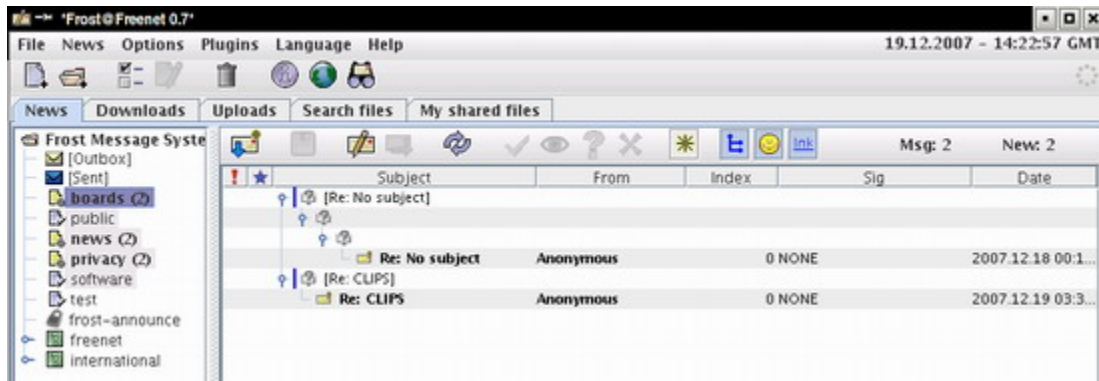 *Frost@Freenet 0.7*
File News Options Plugins Language Help 19.12.2007 - 14:22:57 GMT
News Downloads Uploads Search files My shared files
Frost Message Syste
[Outbox]
[Sent]
boards (2)
public
news (2)
privacy (2)
software
test
frost-announce
freenet
international
link Msg: 2 New: 2
Subject From Index Sig Date
[Re: No subject]
Re: No subject Anonymous 0 NONE 2007.12.18 00:1...
[Re: CLIPS]
Re: CLIPS Anonymous 0 NONE 2007.12.19 03:3...